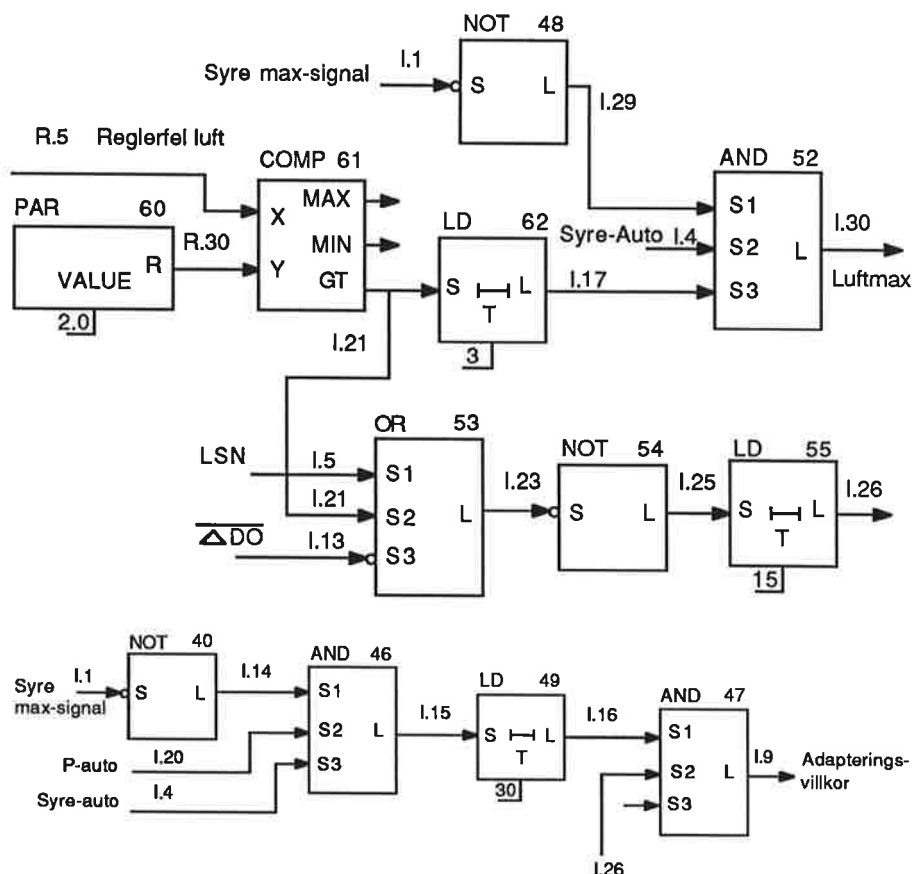 NOT 48
Syre max-signal I.1 S L I.29
R.5 Reglerfel luft
COMP 61
AND 52
PAR 60
MAX
LD 62
S1
I.30
R.30
X
MIN
Syre-Auto I.4
S2
L
VALUE R
Y
GT
S L
I.17
S3
Luftmax
2.0
T
3
I.21
OR 53
NOT 54
LD 55
LSN I.5 S1
I.23
I.25
I.26
I.21 S2 L
S
S L
ΔDO I.13 S3
T
15
NOT 40
AND 46
LD 49
AND 47
I.1
I.14
Syre
max-signal
S L
S1
I.15
I.16
S1
S2 L
S L
I.9
Adapterings-
villkor
P-auto I.20
S3
T
S2 L
Syre-auto I.4
30
S3
I.26